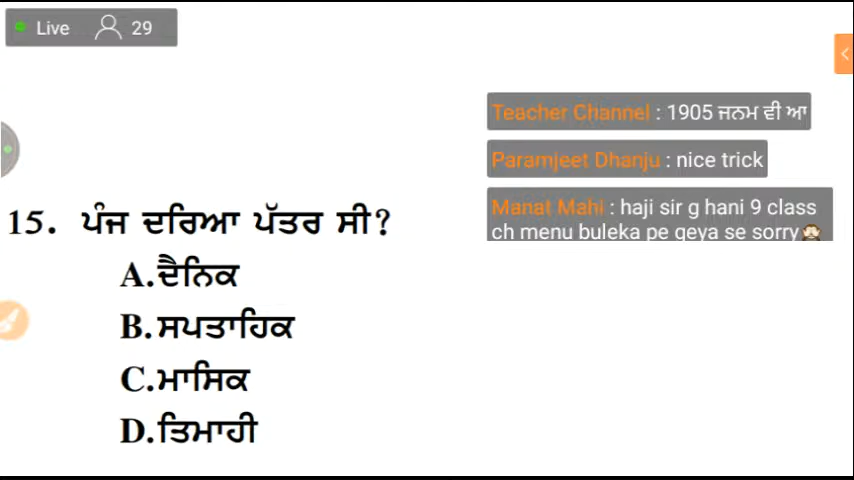 Live 29
Teacher Channel : 1905 ਜਨਮ ਵੀ ਆ
Paramjeet Dhanju : nice trick
Manat Mahi : haji sir g hani 9 class
ch menu buleka pe geya se sorry🙈
15. ਪੰਜ ਦਰਿਆ ਪੱਤਰ ਸੀ?
A.ਦੈਨਿਕ
B.ਸਪਤਾਹਿਕ
C.ਮਾਸਿਕ
D.ਤਿਮਾਹੀ